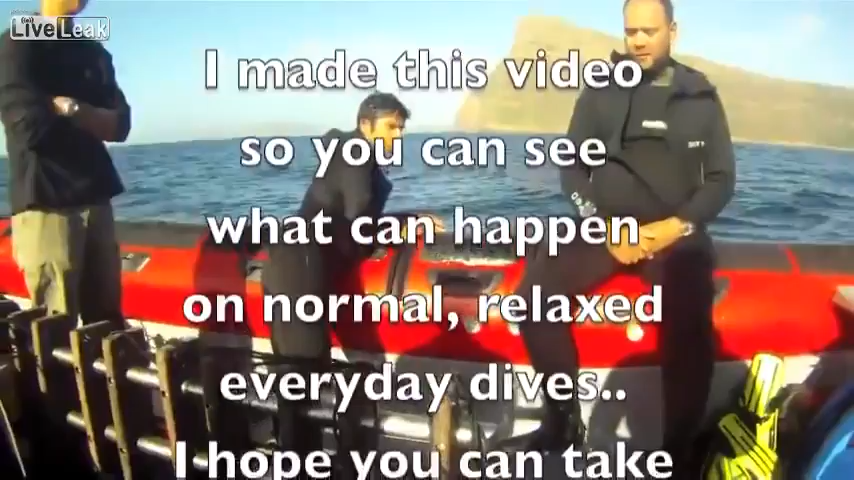 LiveLeak
I made this video
so you can see
what can happen
on normal, relaxed
everyday dives..
I hope you can take